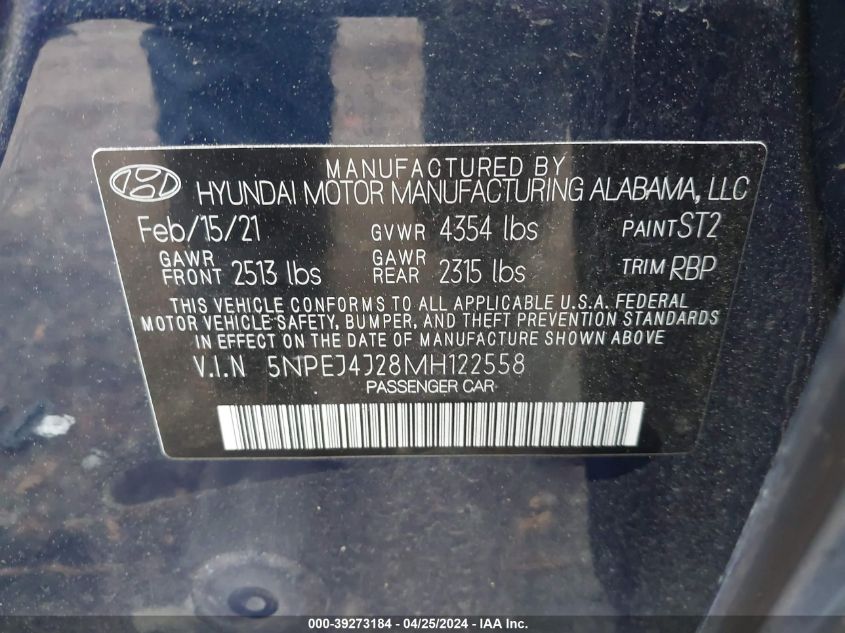 MANUFACTURED BY
HYUNDAI MOTOR MANUFACTURING ALABAMA, LLC
Feb/15/21 GVWR 4354 lbs PAINT ST2
GAWR FRONT 2513 lbs GAWR REAR 2315 lbs TRIM RBP
THIS VEHICLE CONFORMS TO ALL APPLICABLE U.S.A. FEDERAL
MOTOR VEHICLE SAFETY, BUMPER, AND THEFT PREVENTION STANDARDS
IN EFFECT ON THE DATE OF MANUFACTURE SHOWN ABOVE.
V.I.N 5NPEJ4J28MH122558
PASSENGER CAR
000-39273184 - 04/25/2024 - IAA Inc.